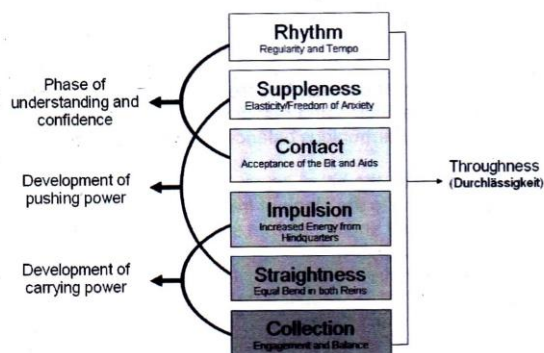 Rhythm
Regularity and Tempo
Suppleness
Elasticity/Freedom of Anxiety
Contact
Acceptance of the Bit and Aids
Impulsion
Increased Energy from
Hindquarters
Straightness
Equal Bend in both Reins
Collection
Engagement and Balance
Phase of
understanding and
confidence
Development of
pushing power
Development of
carrying power
Throughness
(Durchlässigkeit)